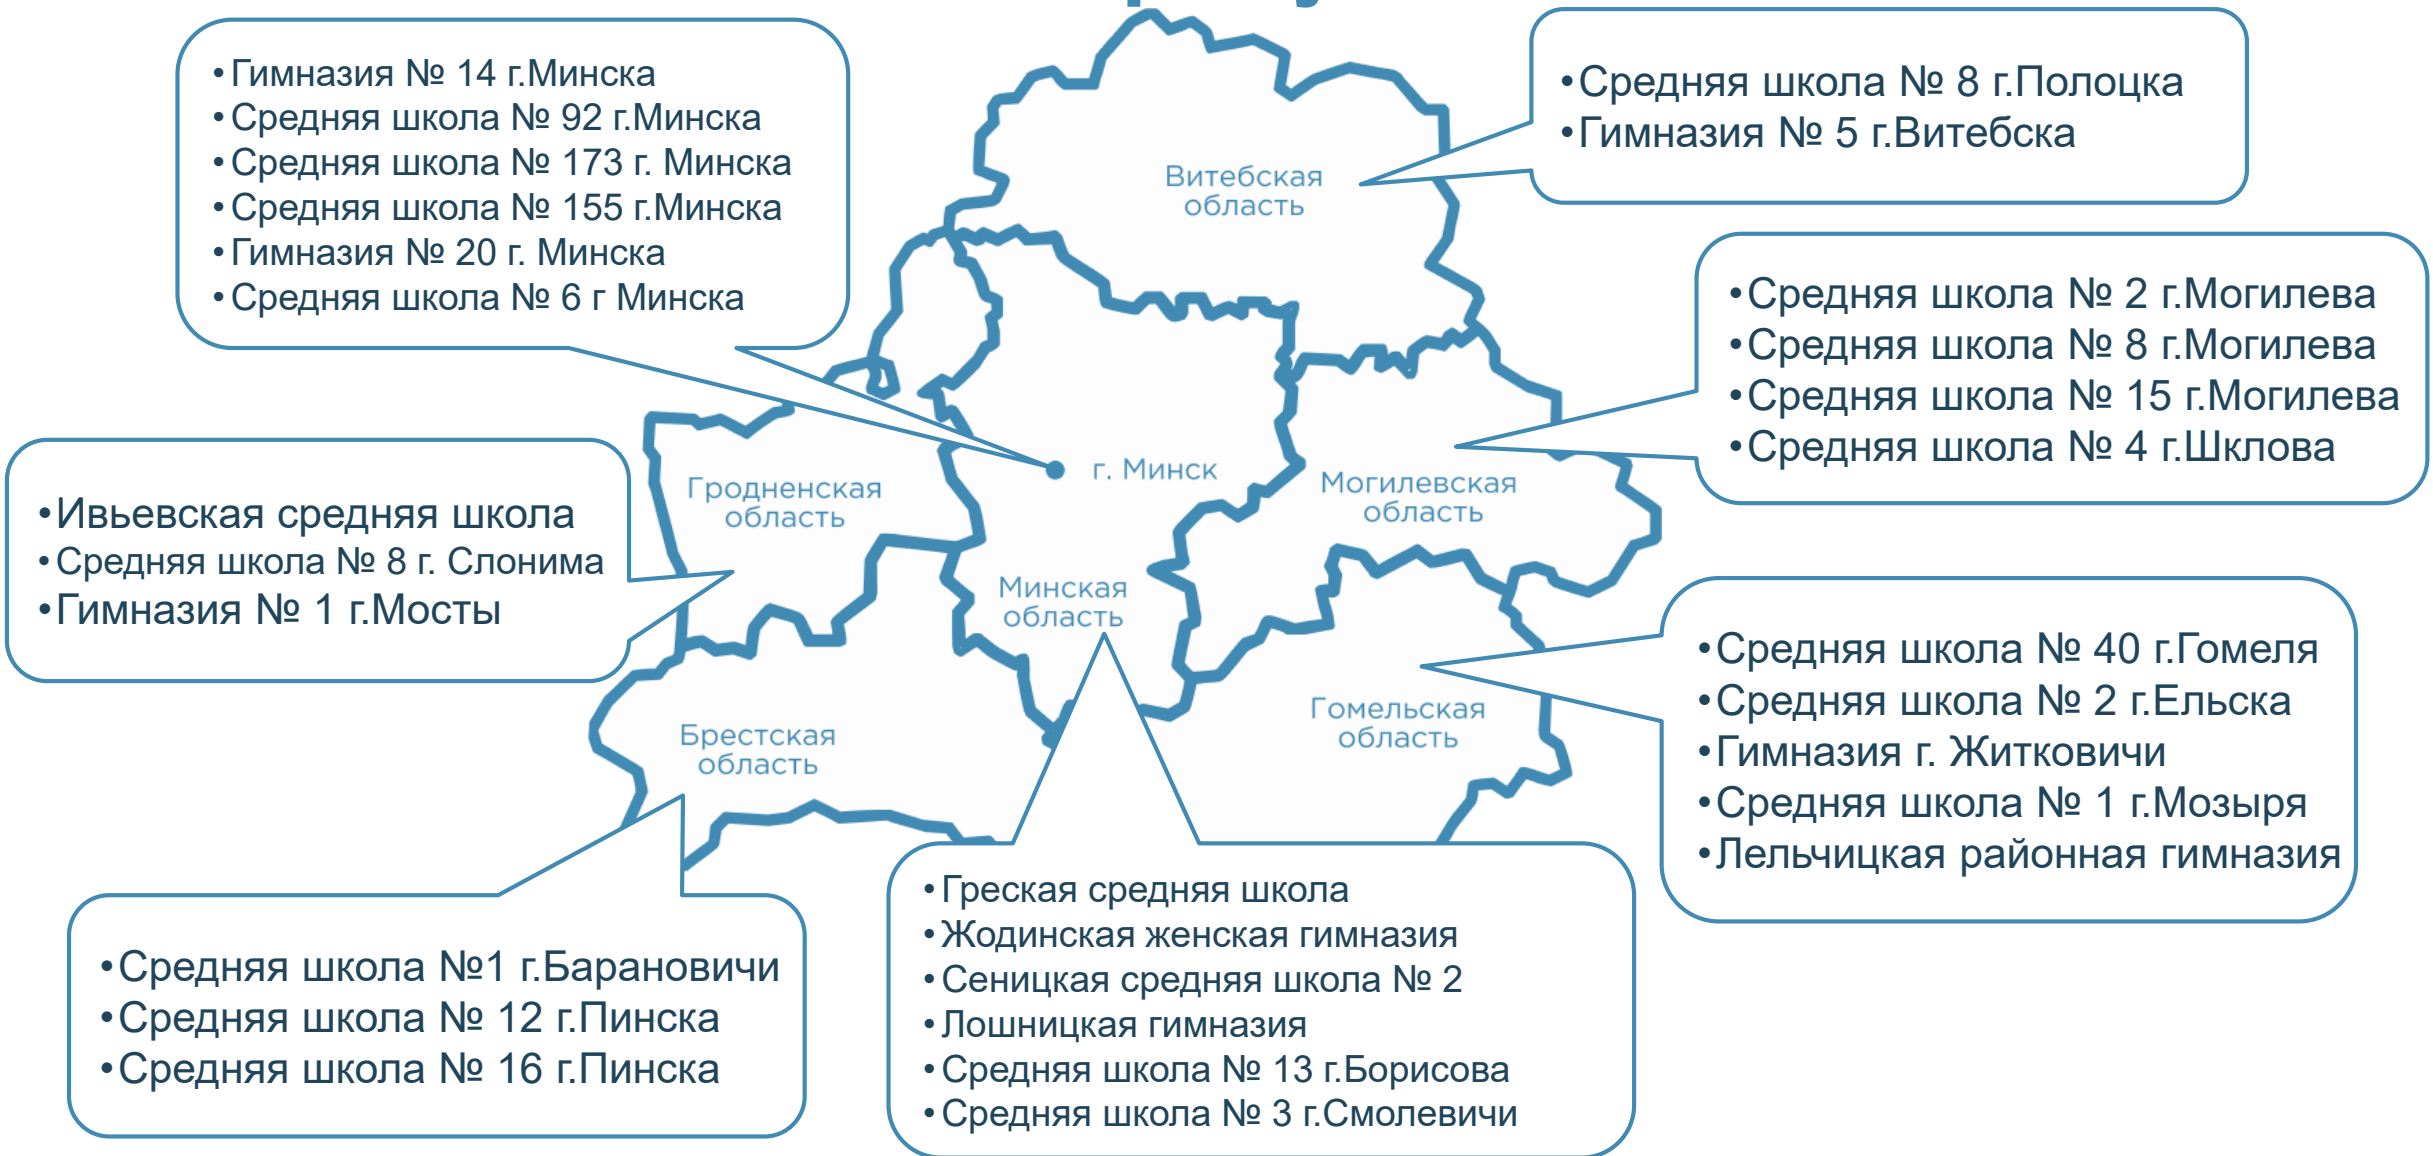 •Гимназия № 14 г.Минска
•Средняя школа № 92 г.Минска
•Средняя школа № 173 г. Минска
•Средняя школа № 155 г.Минска
•Гимназия № 20 г. Минска
•Средняя школа № 6 г Минска
•Средняя школа № 8 г.Полоцка
•Гимназия № 5 г.Витебска
Витебская
область
•Средняя школа № 2 г.Могилева
•Средняя школа № 8 г.Могилева
•Средняя школа № 15 г.Могилева
•Средняя школа № 4 г.Шклова
г. Минск
Гродненская
область
Могилевская
область
•Ивьевская средняя школа
•Средняя школа № 8 г. Слонима
•Гимназия № 1 г.Мосты
Минская
область
•Средняя школа № 40 г.Гомеля
•Средняя школа № 2 г.Ельска
•Гимназия г. Житковичи
•Средняя школа № 1 г.Мозыря
•Лельчицкая районная гимназия
Гомельская
область
Брестская
область
•Средняя школа №1 г.Барановичи
•Средняя школа № 12 г.Пинска
•Средняя школа № 16 г.Пинска
•Греская средняя школа
•Жодинская женская гимназия
•Сеницкая средняя школа № 2
•Лошницкая гимназия
•Средняя школа № 13 г.Борисова
•Средняя школа № 3 г.Смолевичи